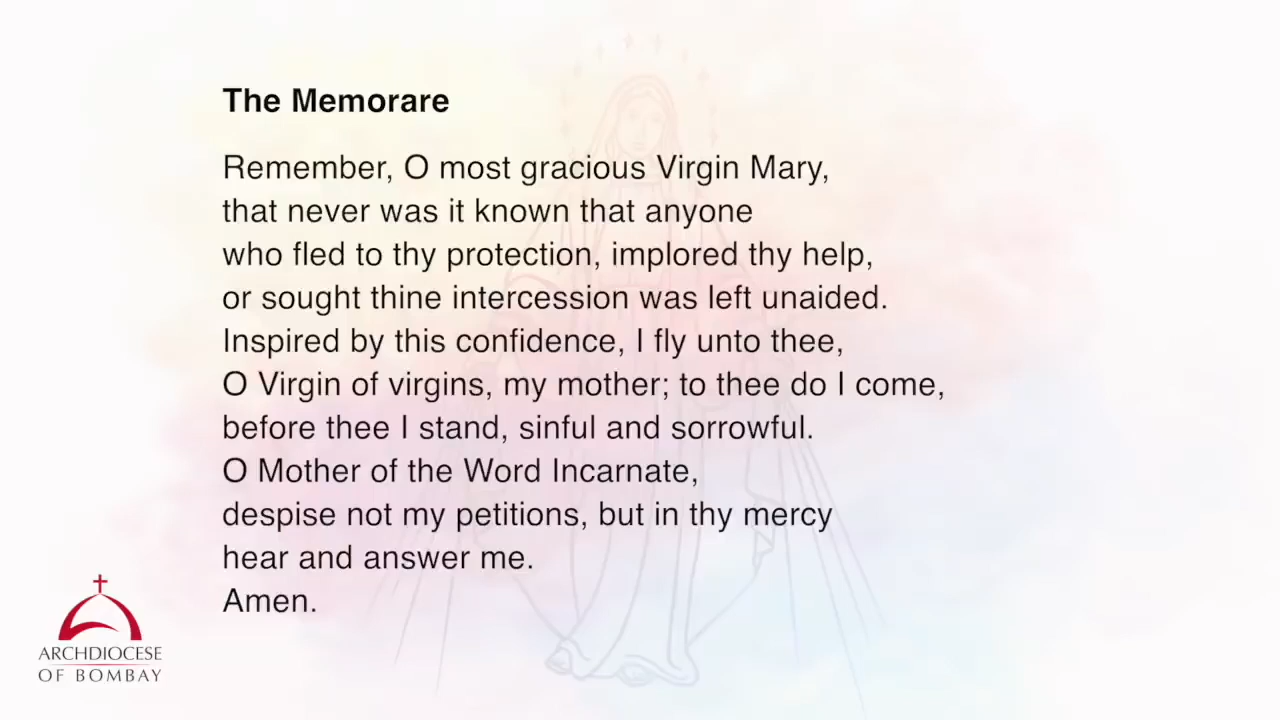 The Memorare
Remember, O most gracious Virgin Mary,
that never was it known that anyone
who fled to thy protection, implored thy help,
or sought thine intercession was left unaided.
Inspired by this confidence, I fly unto thee,
O Virgin of virgins, my mother; to thee do I come,
before thee I stand, sinful and sorrowful.
O Mother of the Word Incarnate,
despise not my petitions, but in thy mercy
hear and answer me.
Amen.
ARCHDIOCESE
OF BOMBAY